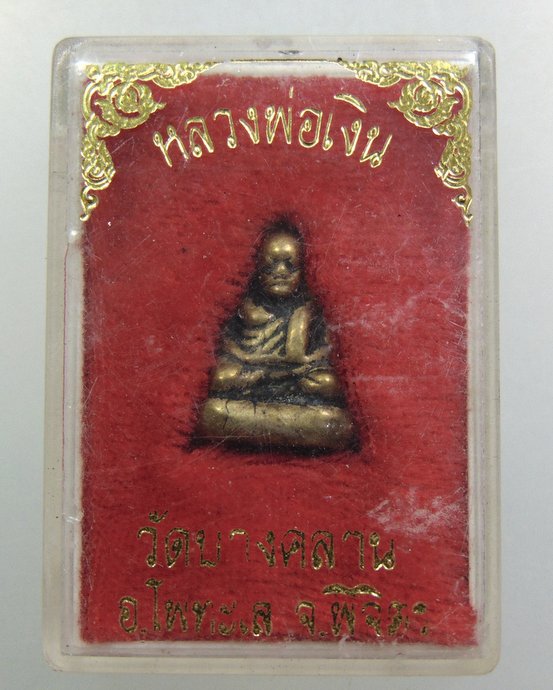 หลวงพ่อเงิน
วัดบางคลาน
อ.โพทะเล จ.พิจิตร